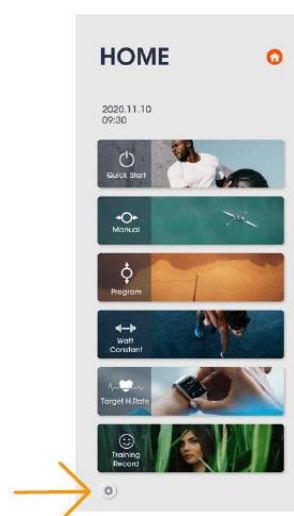 HOME
2020.11.10
09:30
Quick Start
Manual
Program
Watt
Constant
Target H.Rate
Training
Record